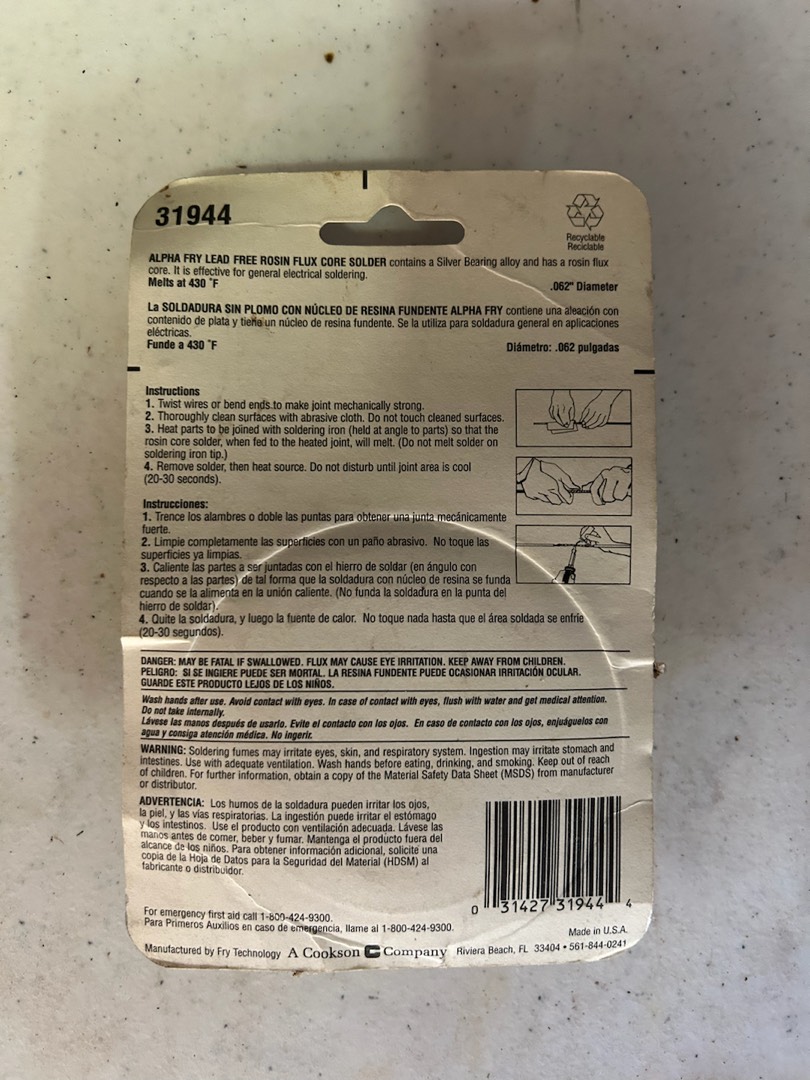 31944
Recyclable
Reciclable
ALPHA FRY LEAD FREE ROSIN FLUX CORE SOLDER contains a Silver Bearing alloy and has a rosin flux
core. It is effective for general electrical soldering.
Melts at 430 °F
.062" Diameter
La SOLDADURA SIN PLOMO CON NÚCLEO DE RESINA FUNDENTE ALPHA FRY contiene una aleación con
contenido de plata y tiene un núcleo de resina fundente. Se la utiliza para soldadura general en aplicaciones
eléctricas.
Funde a 430 °F
Diámetro: .062 pulgadas
Instructions
1. Twist wires or bend ends to make joint mechanically strong.
2. Thoroughly clean surfaces with abrasive cloth. Do not touch cleaned surfaces.
3. Heat parts to be joined with soldering iron (held at angle to parts) so that the
rosin core solder, when fed to the heated joint, will melt. (Do not melt solder on
soldering iron tip.)
4. Remove solder, then heat source. Do not disturb until joint area is cool
(20-30 seconds).
Instrucciones:
1. Trence los alambres o doble las puntas para obtener una junta mecánicamente
fuerte.
2. Limpie completamente las superficies con un paño abrasivo. No toque las
superficies ya limpias.
3. Caliente las partes a ser juntadas con el hierro de soldar (en ángulo con
respecto a las partes) de tal forma que la soldadura con núcleo de resina se funda
cuando se la alimenta en la unión caliente. (No funda la soldadura en la punta del
hierro de soldar).
4. Quite la soldadura, y luego la fuente de calor. No toque nada hasta que el área soldada se enfríe
(20-30 segundos).
DANGER: MAY BE FATAL IF SWALLOWED. FLUX MAY CAUSE EYE IRRITATION. KEEP AWAY FROM CHILDREN.
PELIGRO: SI SE INGIERE PUEDE SER MORTAL. LA RESINA FUNDENTE PUEDE OCASIONAR IRRITACIÓN OCULAR.
GUARDE ESTE PRODUCTO LEJOS DE LOS NIÑOS.
Wash hands after use. Avoid contact with eyes. In case of contact with eyes, flush with water and get medical attention.
Do not take internally.
Lávese las manos después de usarlo. Evite el contacto con los ojos. En caso de contacto con los ojos, enjuáguelos con
agua y consiga atención médica. No ingerir.
WARNING: Soldering fumes may irritate eyes, skin, and respiratory system. Ingestion may irritate stomach and
intestines. Use with adequate ventilation. Wash hands before eating, drinking, and smoking. Keep out of reach
of children. For further information, obtain a copy of the Material Safety Data Sheet (MSDS) from manufacturer
or distributor.
ADVERTENCIA: Los humos de la soldadura pueden irritar los ojos,
la piel, y las vías respiratorias. La ingestión puede irritar el estómago
y los intestinos. Use el producto con ventilación adecuada. Lávese las
manos antes de comer, beber y fumar. Mantenga el producto fuera del
alcance de los niños. Para obtener información adicional, solicite una
copia de la Hoja de Datos para la Seguridad del Material (HDSM) al
fabricante o distribuidor.
0 31427 31944 4
For emergency first aid call 1-800-424-9300.
Para Primeros Auxilios en caso de emergencia, llame al 1-800-424-9300.
Made in U.S.A.
Manufactured by Fry Technology A Cookson Company Riviera Beach, FL 33404 • 561-844-0241